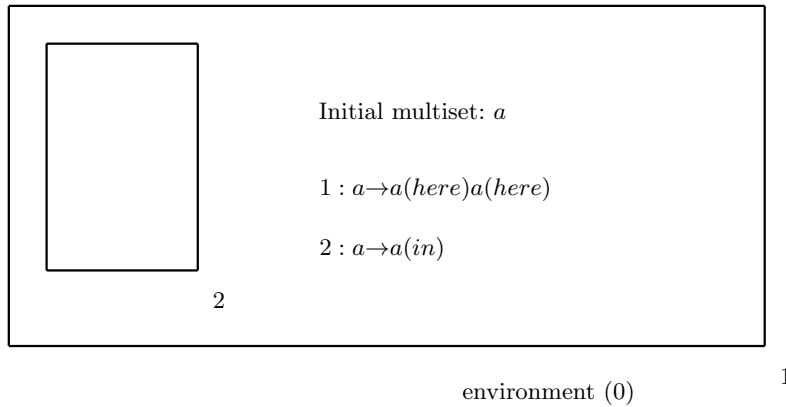 Initial multiset: a
1 : a→a(here)a(here)
2 : a→a(in)
2
1
environment (0)